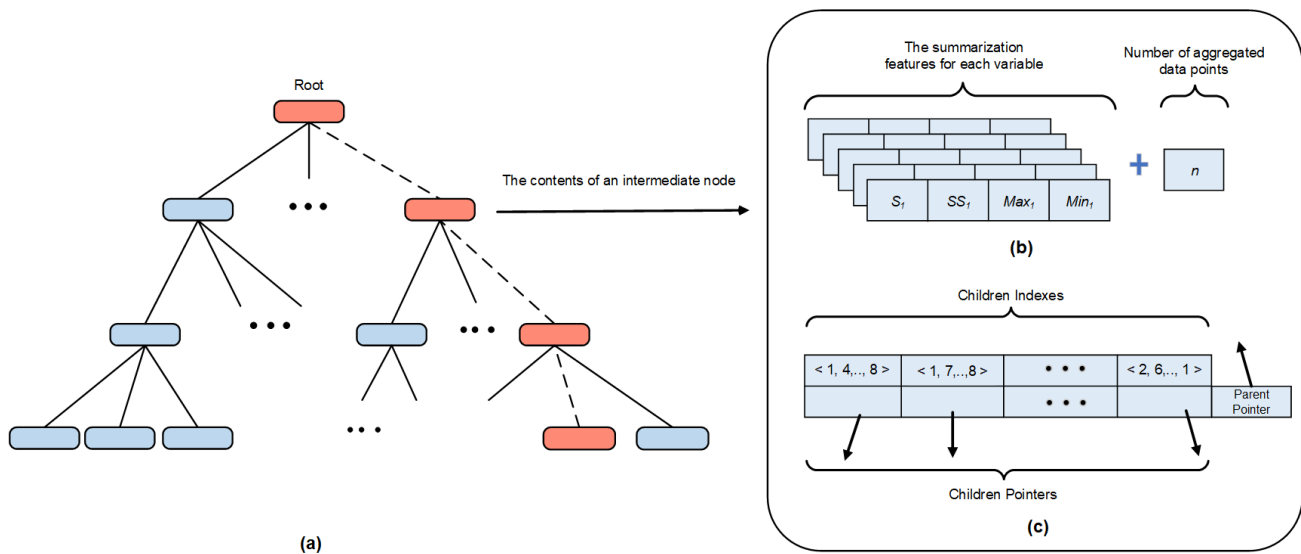 Root
The contents of an intermediate node
(a)
The summarization
features for each variable
Number of aggregated
data points
S1 SS1 Max1 Min1
+
n
(b)
Children Indexes
< 1, 4,.., 8 > < 1, 7,..,8 > • • • < 2, 6,.., 1 >
• • •
Parent
Pointer
Children Pointers
(c)